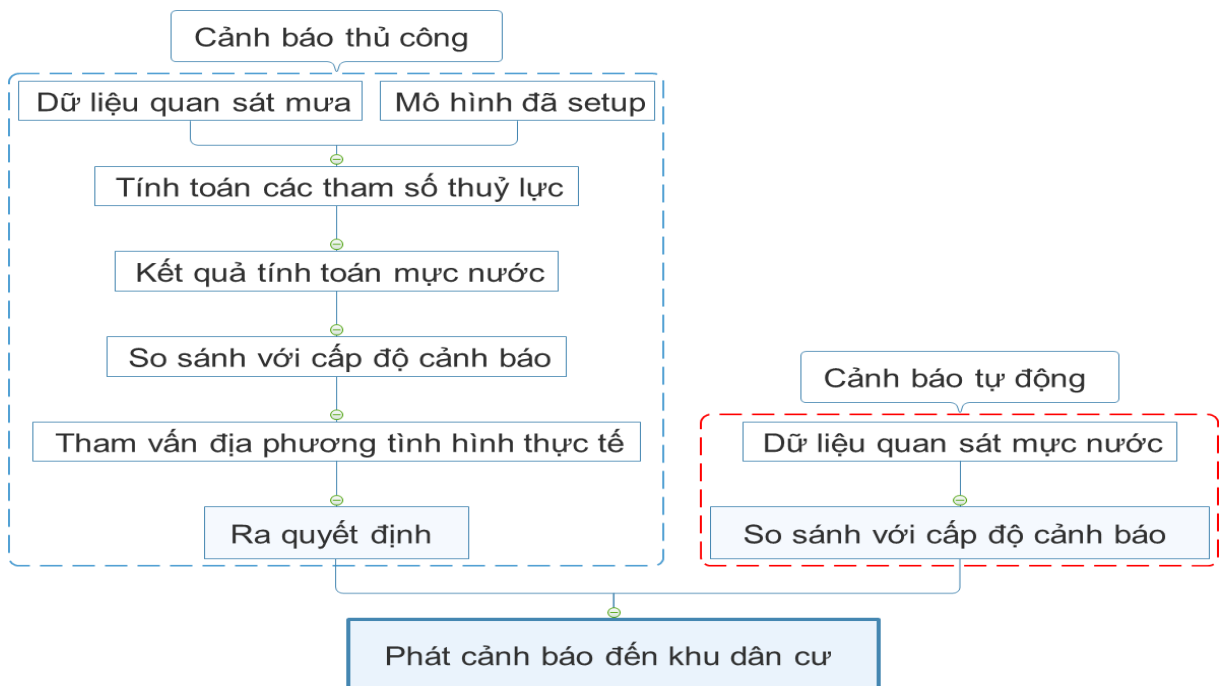 Cảnh báo thủ công
Dữ liệu quan sát mưa
Mô hình đã setup
Tính toán các tham số thuỷ lực
Kết quả tính toán mực nước
So sánh với cấp độ cảnh báo
Tham vấn địa phương tình hình thực tế
Ra quyết định
Cảnh báo tự động
Dữ liệu quan sát mực nước
So sánh với cấp độ cảnh báo
Phát cảnh báo đến khu dân cư